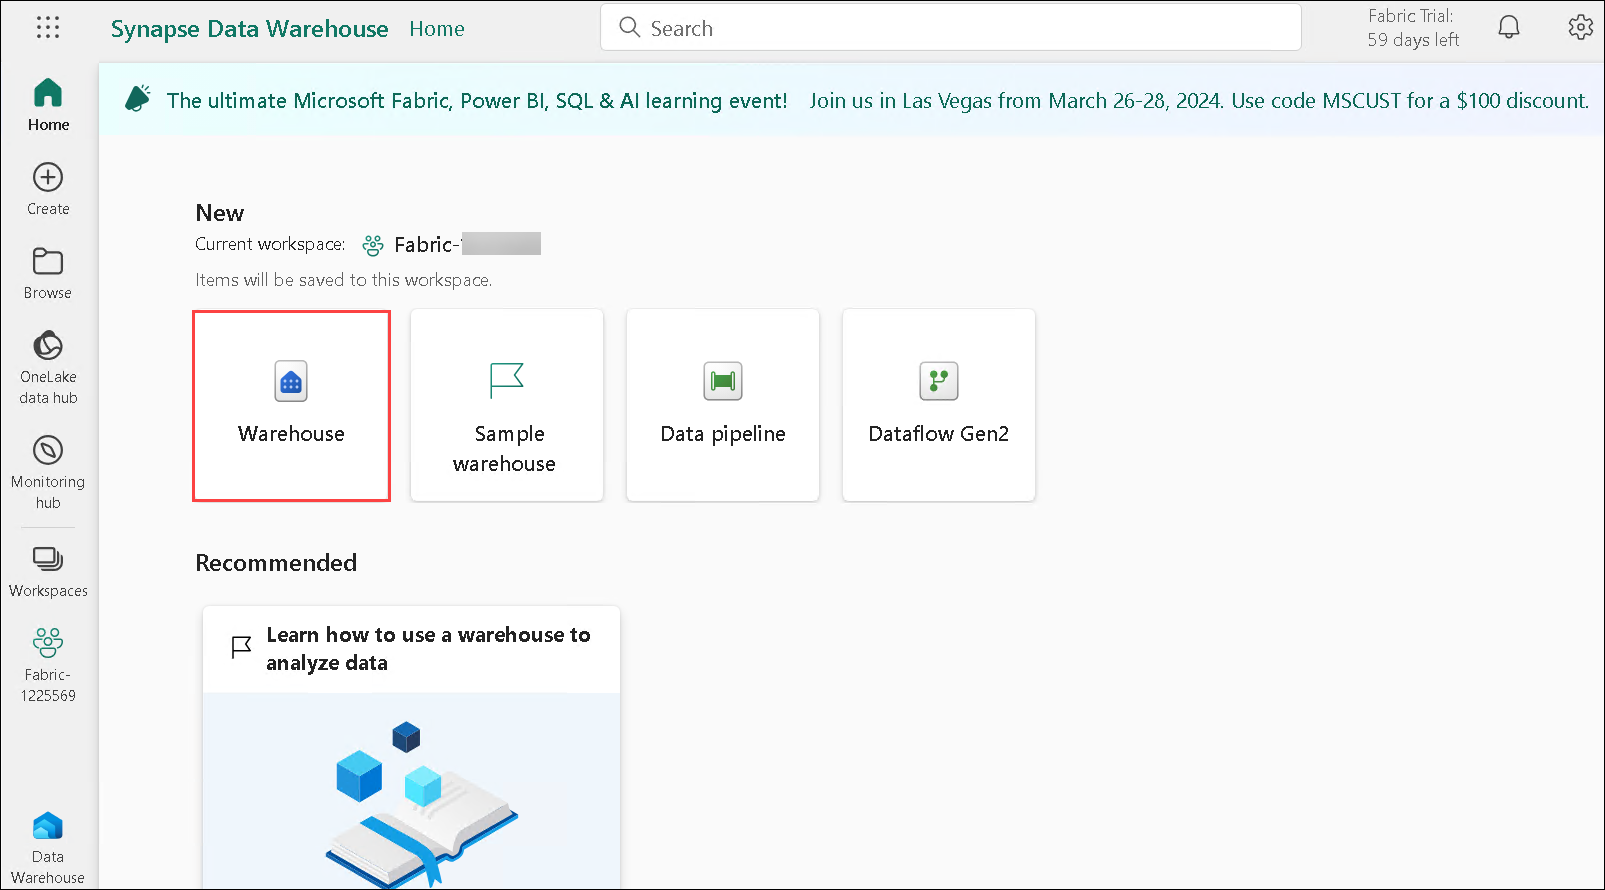 Synapse Data Warehouse Home
Search
Fabric Trial:
59 days left
Home
Create
Browse
OneLake
data hub
Monitoring
hub
Workspaces
Fabric-
1225569
Data
Warehouse
The ultimate Microsoft Fabric, Power BI, SQL & AI learning event! Join us in Las Vegas from March 26-28, 2024. Use code MSCUST for a $100 discount.
New
Current workspace: Fabric-
Items will be saved to this workspace.
Warehouse
Sample
warehouse
Data pipeline
Dataflow Gen2
Recommended
Learn how to use a warehouse to
analyze data